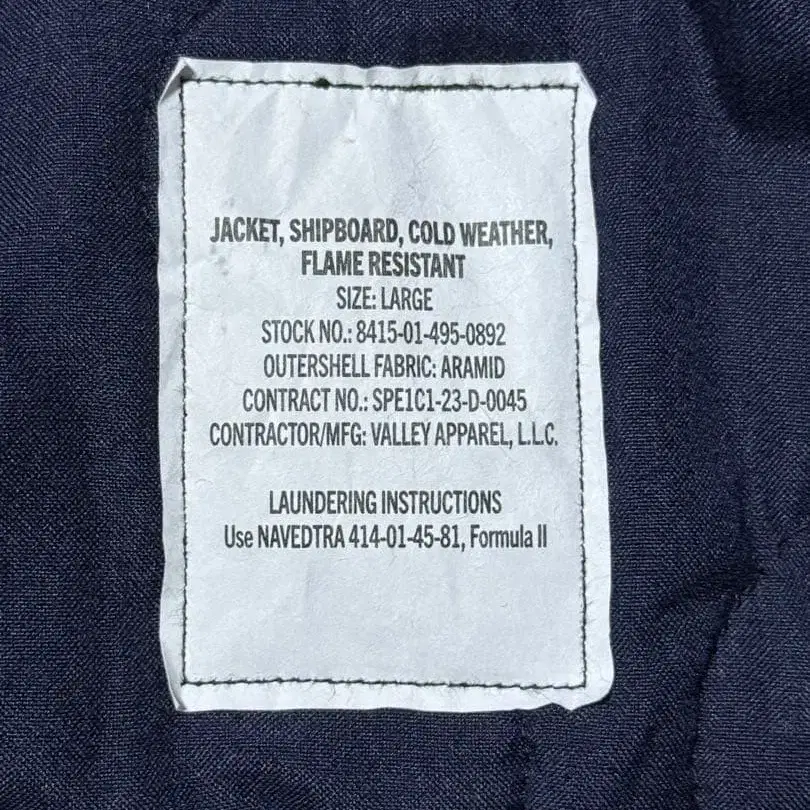 JACKET, SHIPBOARD, COLD WEATHER,
FLAME RESISTANT
SIZE: LARGE
STOCK NO.: 8415-01-495-0892
OUTERSHELL FABRIC: ARAMID
CONTRACT NO.: SPE1C1-23-D-0045
CONTRACTOR/MFG: VALLEY APPAREL, L.L.C.
LAUNDERING INSTRUCTIONS
Use NAVEDTRA 414-01-45-81, Formula II